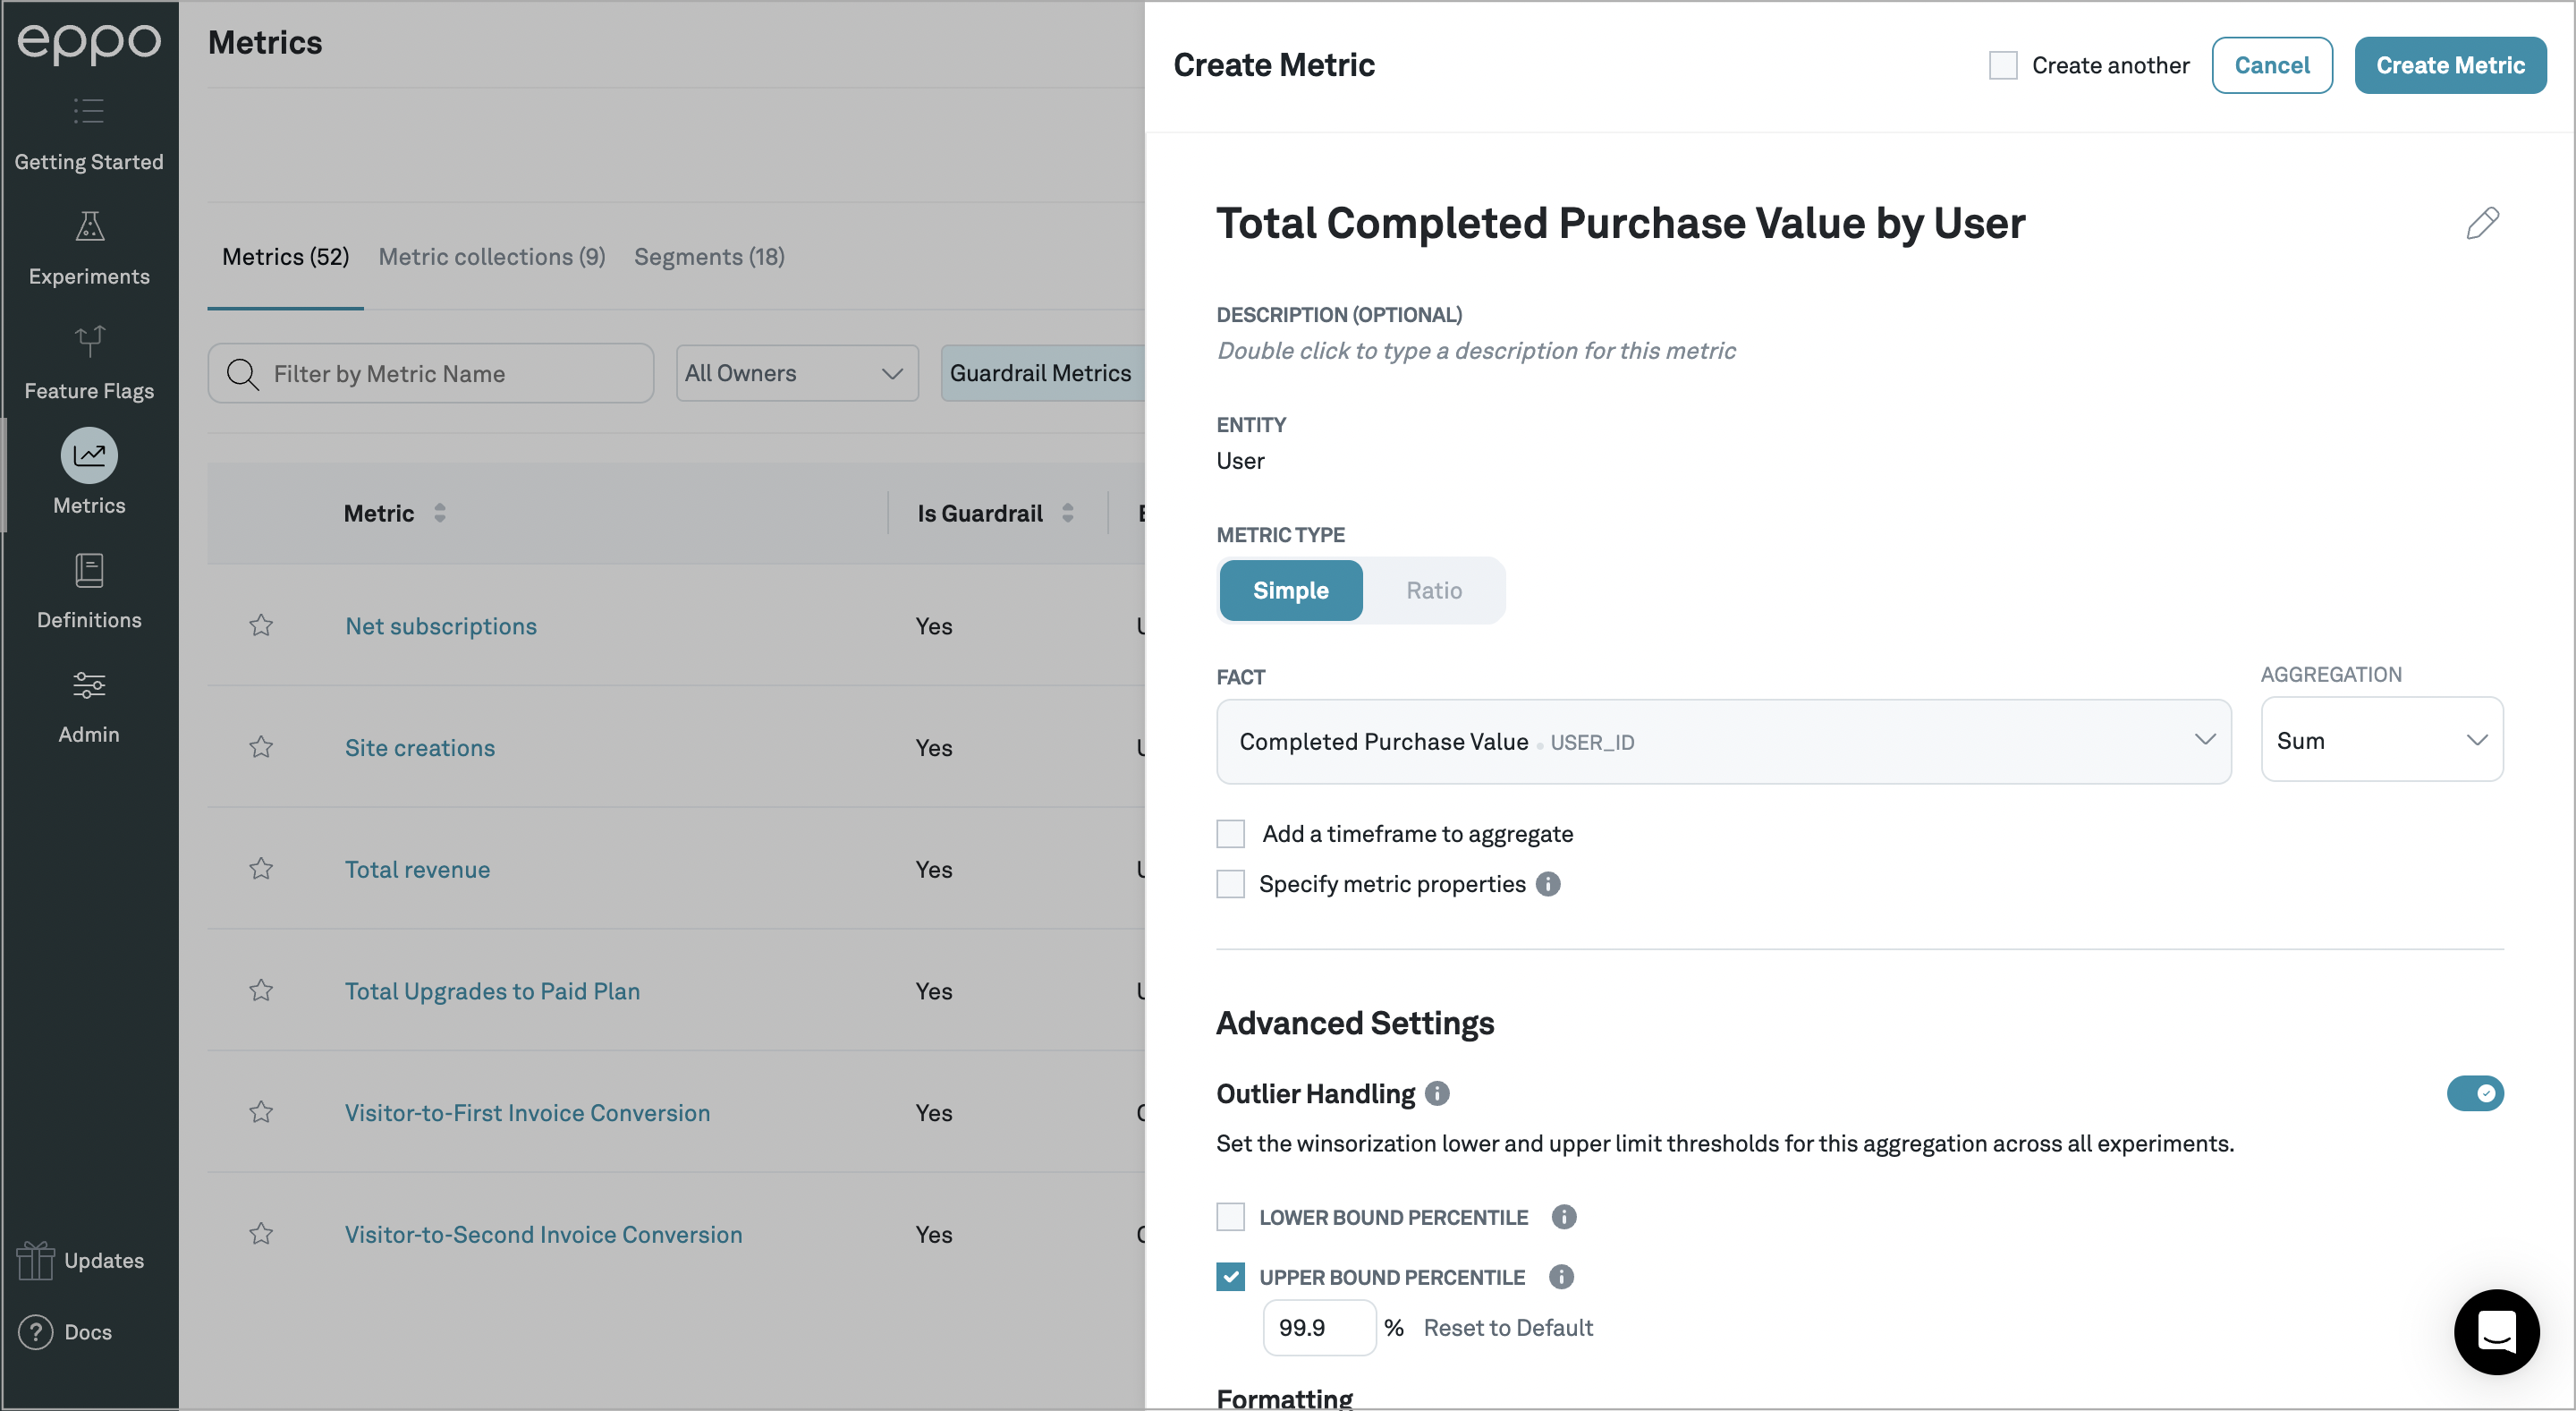 eppo
Getting Started
Experiments
Feature Flags
Metrics
Definitions
Admin
Updates
? Docs
Metrics
Metrics (52) Metric collections (9) Segments (18)
Filter by Metric Name All Owners Guardrail Metrics
Metric Is Guardrail
Net subscriptions Yes
Site creations Yes
Total revenue Yes
Total Upgrades to Paid Plan Yes
Visitor-to-First Invoice Conversion Yes
Visitor-to-Second Invoice Conversion Yes
Create Metric Create another Cancel Create Metric
Total Completed Purchase Value by User
DESCRIPTION (OPTIONAL)
Double click to type a description for this metric
ENTITY
User
METRIC TYPE
Simple Ratio
FACT AGGREGATION
Completed Purchase Value USER_ID Sum
Add a timeframe to aggregate
Specify metric properties i
Advanced Settings
Outlier Handling i
Set the winsorization lower and upper limit thresholds for this aggregation across all experiments.
LOWER BOUND PERCENTILE i
UPPER BOUND PERCENTILE i
99.9 % Reset to Default
Formatting